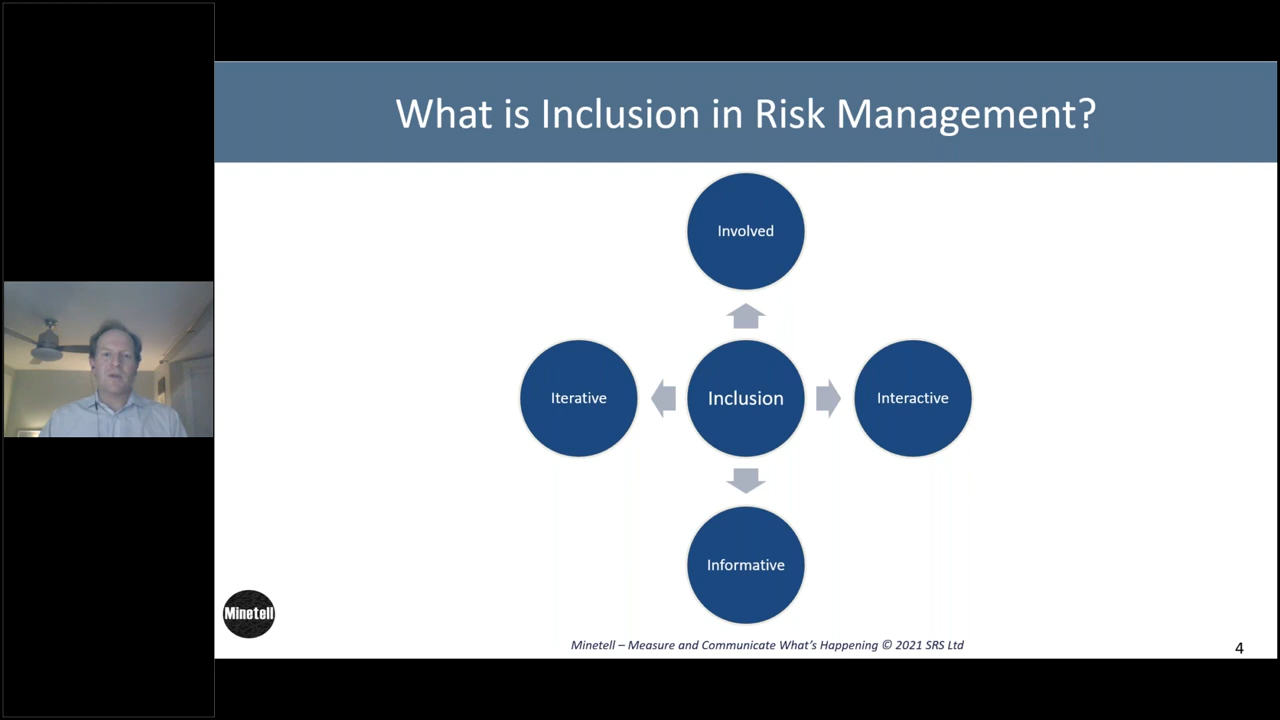 What is Inclusion in Risk Management?
Involved
Iterative
Inclusion
Interactive
Informative
Minetell
Minetell – Measure and Communicate What's Happening © 2021 SRS Ltd
4